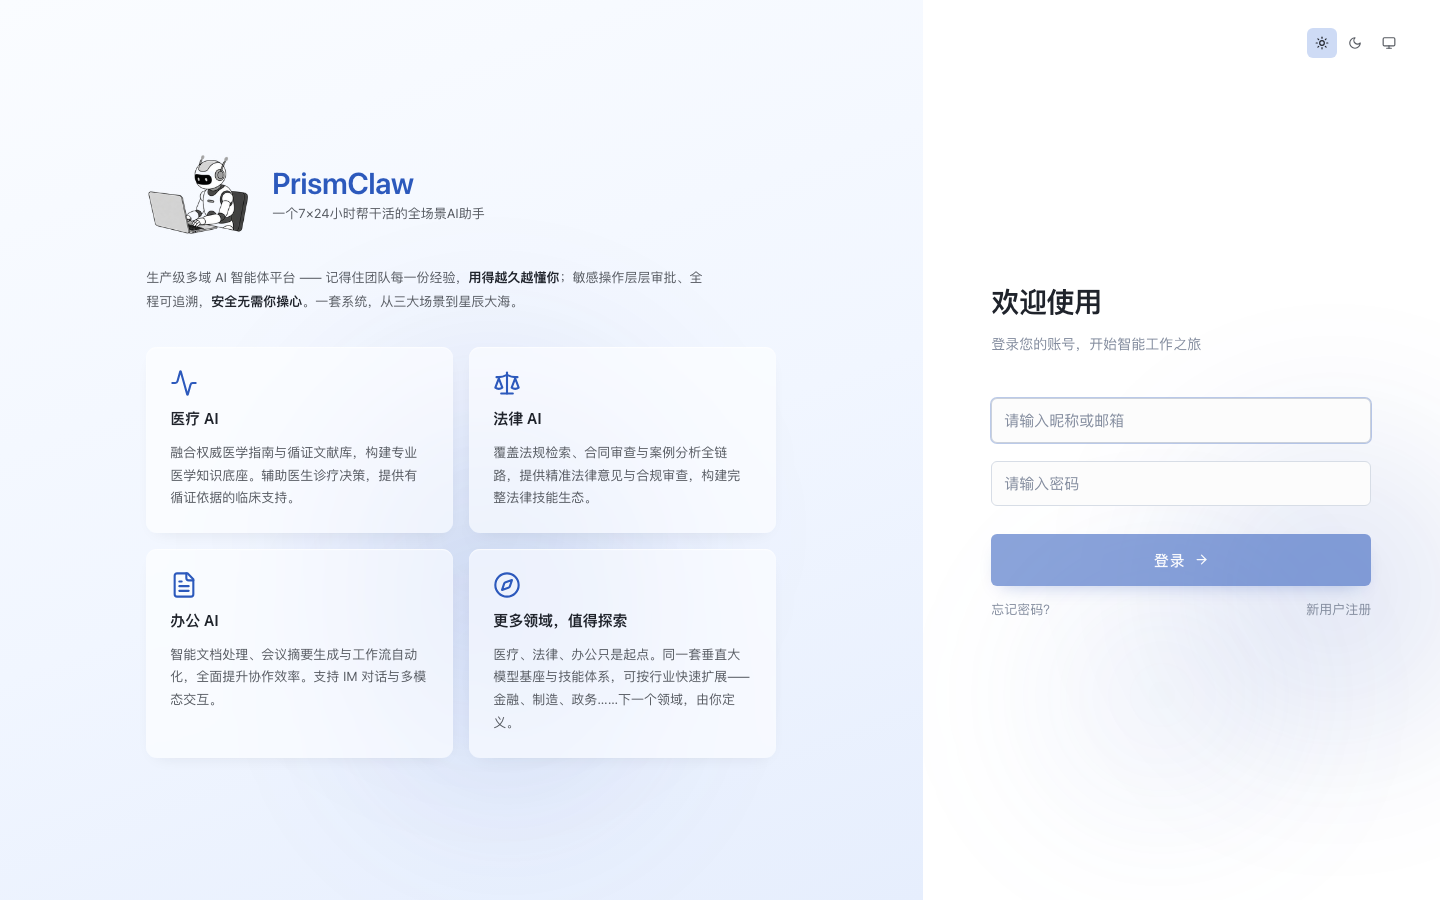 PrismClaw
一个7×24小时帮干活的全场景AI助手
生产级多域 AI 智能体平台 —— 记得住团队每一份经验，用得越久越懂你；敏感操作层层审批、全
程可追溯，安全无需你操心。一套系统，从三大场景到星辰大海。
医疗 AI
融合权威医学指南与循证文献库，构建专业
医学知识底座。辅助医生诊疗决策，提供有
循证依据的临床支持。
法律 AI
覆盖法规检索、合同审查与案例分析全链
路，提供精准法律意见与合规审查，构建完
整法律技能生态。
办公 AI
智能文档处理、会议摘要生成与工作流自动
化，全面提升协作效率。支持 IM 对话与多模
态交互。
更多领域，值得探索
医疗、法律、办公只是起点。同一套垂直大
模型基座与技能体系，可按行业快速扩展——
金融、制造、政务……下一个领域，由你定
义。
欢迎使用
登录您的账号，开始智能工作之旅
请输入昵称或邮箱
请输入密码
登录 →
忘记密码?
新用户注册